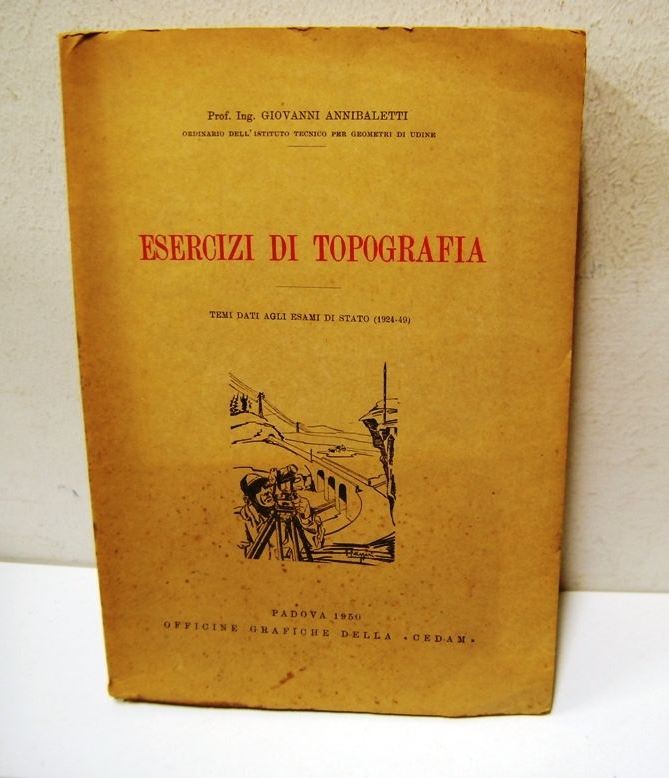 Prof. Ing. GIOVANNI ANNIBALETTI
ORDINARIO DELL'ISTITUTO TECNICO PER GEOMETRI DI UDINE
ESERCIZI DI TOPOGRAFIA
TEMI DATI AGLI ESAMI DI STATO (1924-49)
PADOVA 1950
OFFICINE GRAFICHE DELLA «CEDAM»